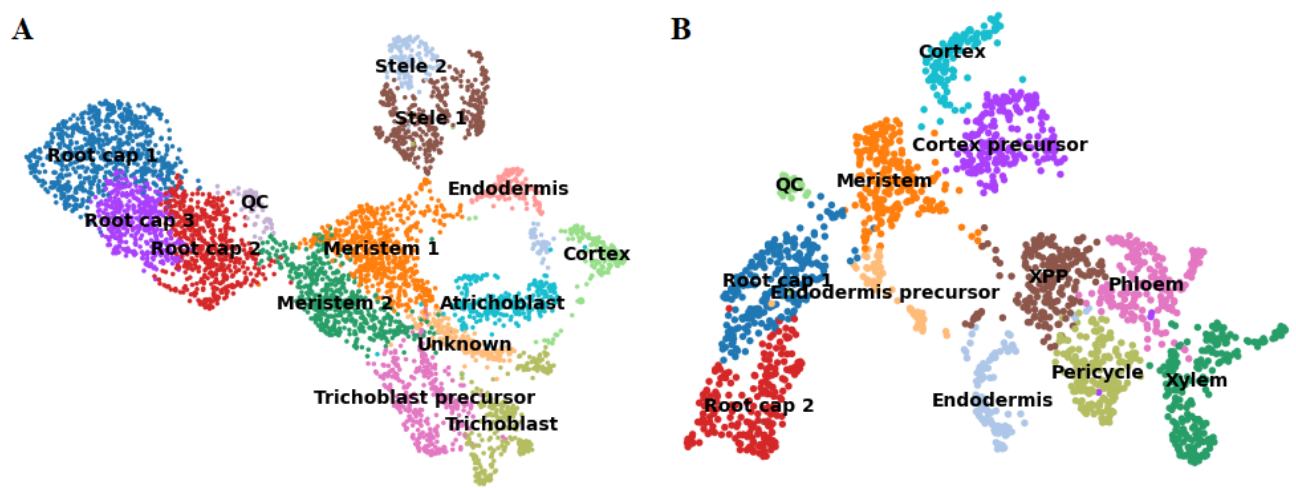 A
Stele 2
Stele 1
Root cap 1
Endodermis
QC
Root cap 3
Root cap 2
Meristem 1
Cortex
Meristem 2
Atrichoblast
Unknown
Trichoblast precursor
Trichoblast
B
Cortex
Cortex precursor
QC
Meristem
Root cap 1
Endodermis precursor
XPP
Phloem
Pericycle
Xylem
Endodermis
Root cap 2